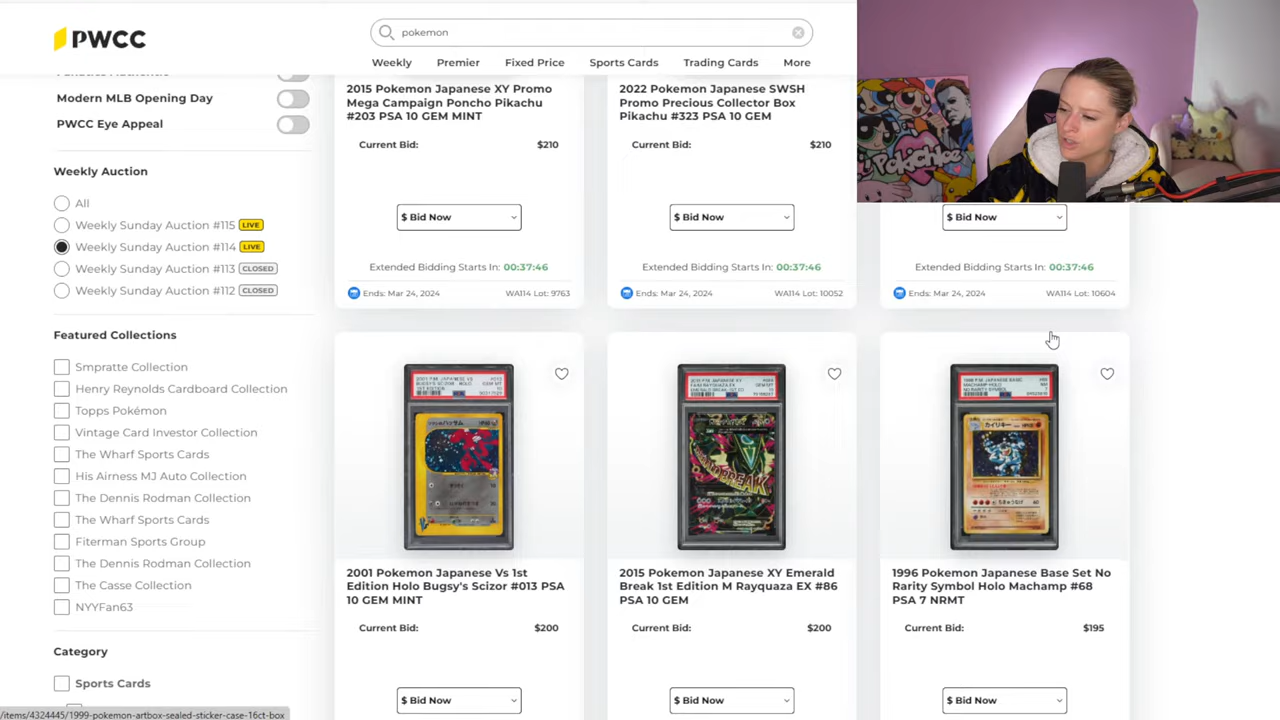 PWCC
pokemon
Weekly Premier Fixed Price Sports Cards Trading Cards More
Modern MLB Opening Day
PWCC Eye Appeal
Weekly Auction
All
Weekly Sunday Auction #115 LIVE
Weekly Sunday Auction #114 LIVE
Weekly Sunday Auction #113 CLOSED
Weekly Sunday Auction #112 CLOSED
Featured Collections
Smpratte Collection
Henry Reynolds Cardboard Collection
Topps Pokémon
Vintage Card Investor Collection
The Wharf Sports Cards
His Airness MJ Auto Collection
The Dennis Rodman Collection
The Wharf Sports Cards
Fiterman Sports Group
The Dennis Rodman Collection
The Casse Collection
NYYFan63
Category
Sports Cards
/items/4324445/1999-pokemon-artbox-sealed-sticker-case-16ct-box
2015 Pokemon Japanese XY Promo
Mega Campaign Poncho Pikachu
#203 PSA 10 GEM MINT
Current Bid: $210
$ Bid Now
Extended Bidding Starts In: 00:37:46
Ends: Mar 24, 2024 WA114 Lot: 9763
2022 Pokemon Japanese SWSH
Promo Precious Collector Box
Pikachu #323 PSA 10 GEM MINT
Current Bid: $210
$ Bid Now
Extended Bidding Starts In: 00:37:46
Ends: Mar 24, 2024 WA114 Lot: 10052
$ Bid Now
Extended Bidding Starts In: 00:37:46
Ends: Mar 24, 2024 WA114 Lot: 10604
2001 Pokemon Japanese Vs 1st
Edition Holo Bugsy's Scizor #013 PSA
10 GEM MINT
Current Bid: $200
$ Bid Now
2015 Pokemon Japanese XY Emerald
Break 1st Edition M Rayquaza EX #86
PSA 10 GEM
Current Bid: $200
$ Bid Now
カイリキー
1996 Pokemon Japanese Base Set No
Rarity Symbol Holo Machamp #68
PSA 7 NRMT
Current Bid: $195
$ Bid Now